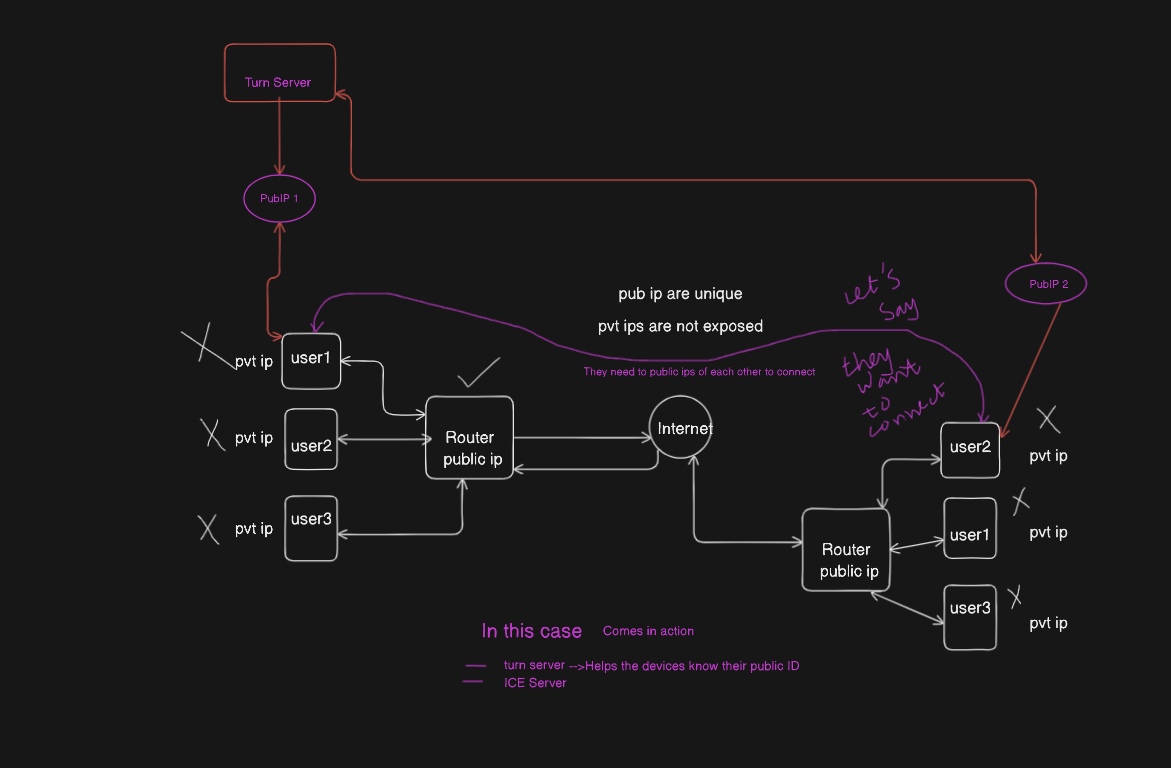 Turn Server
PubIP 1
PubIP 2
pub ip are unique
pvt ips are not exposed
They need to public ips of each other to connect
Let's
say
they
want
to
connect
pvt ip
user1
pvt ip
user2
pvt ip
user3
Router
public ip
Internet
user2
pvt ip
user1
pvt ip
user3
pvt ip
Router
public ip
In this case Comes in action
turn server -->Helps the devices know their public ID
ICE Server